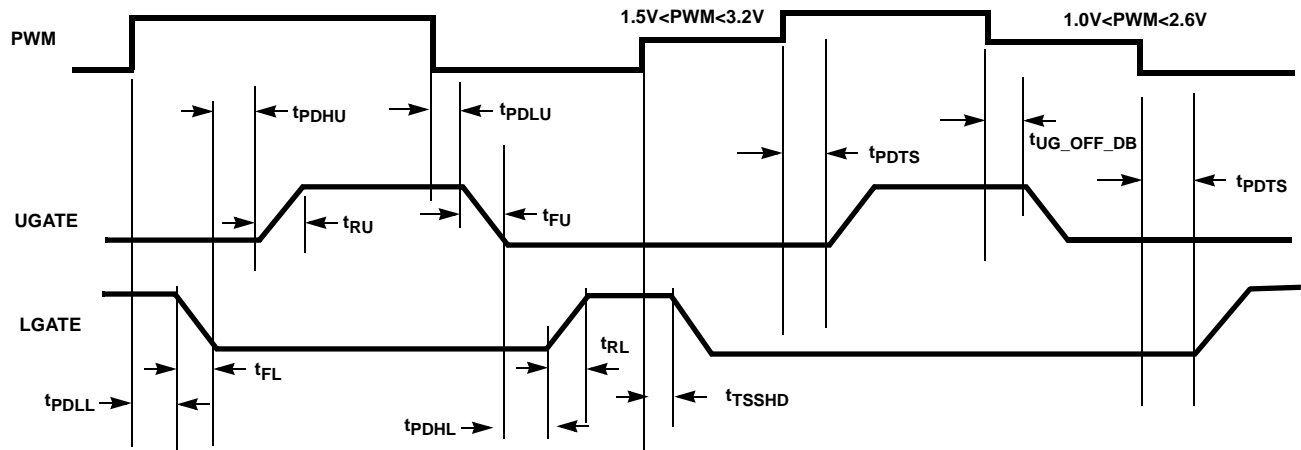 1.5V<PWM<3.2V
1.0V<PWM<2.6V
PWM
tPDHU
tPDLU
tPDTS
tUG_OFF_DB
tPDTS
UGATE
tRU
tFU
LGATE
tFL
tRL
tPDLL
tPDHL
tTSSHD